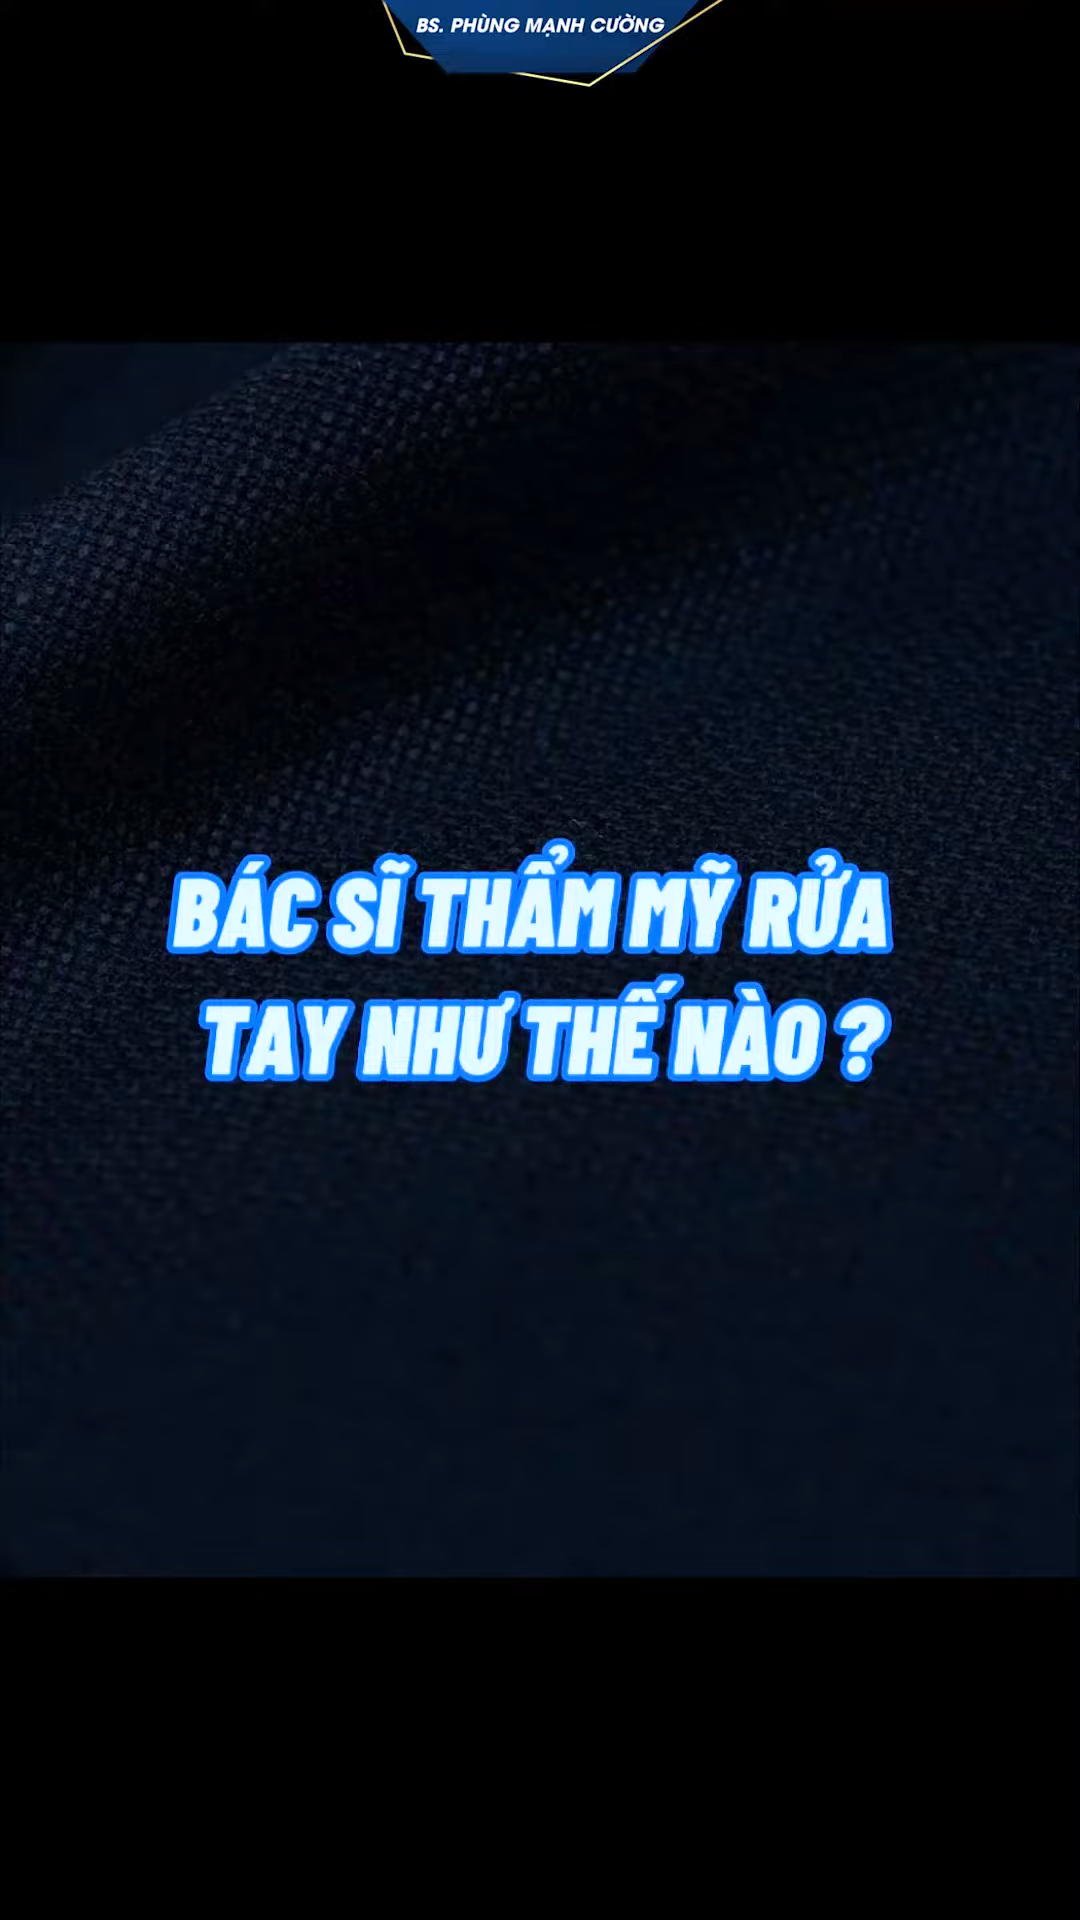 BS. PHÙNG MẠNH CƯỜNG
BÁC SĨ THẨM MỸ RỬA
TAY NHƯ THẾ NÀO ?